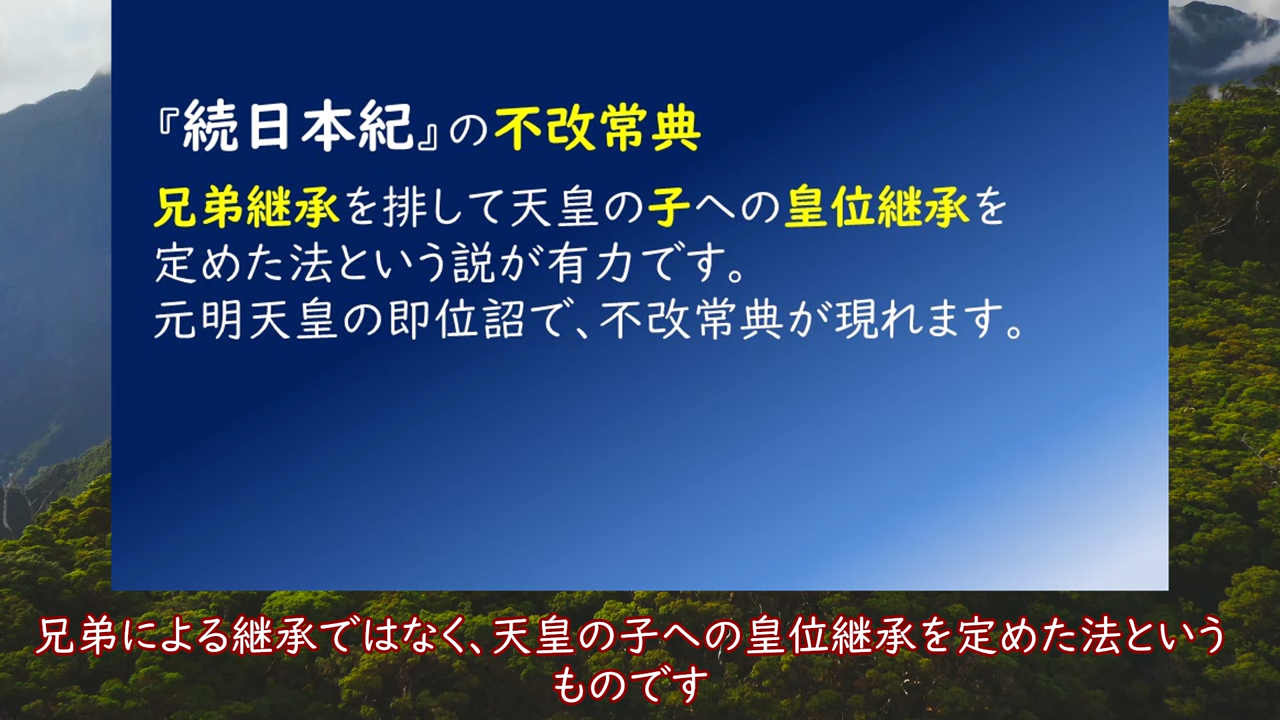 『続日本紀』の不改常典
兄弟継承を排して天皇の子への皇位継承を
定めた法という説が有力です。
元明天皇の即位詔で、不改常典が現れます。
兄弟による継承ではなく、天皇の子への皇位継承を定めた法という
ものです